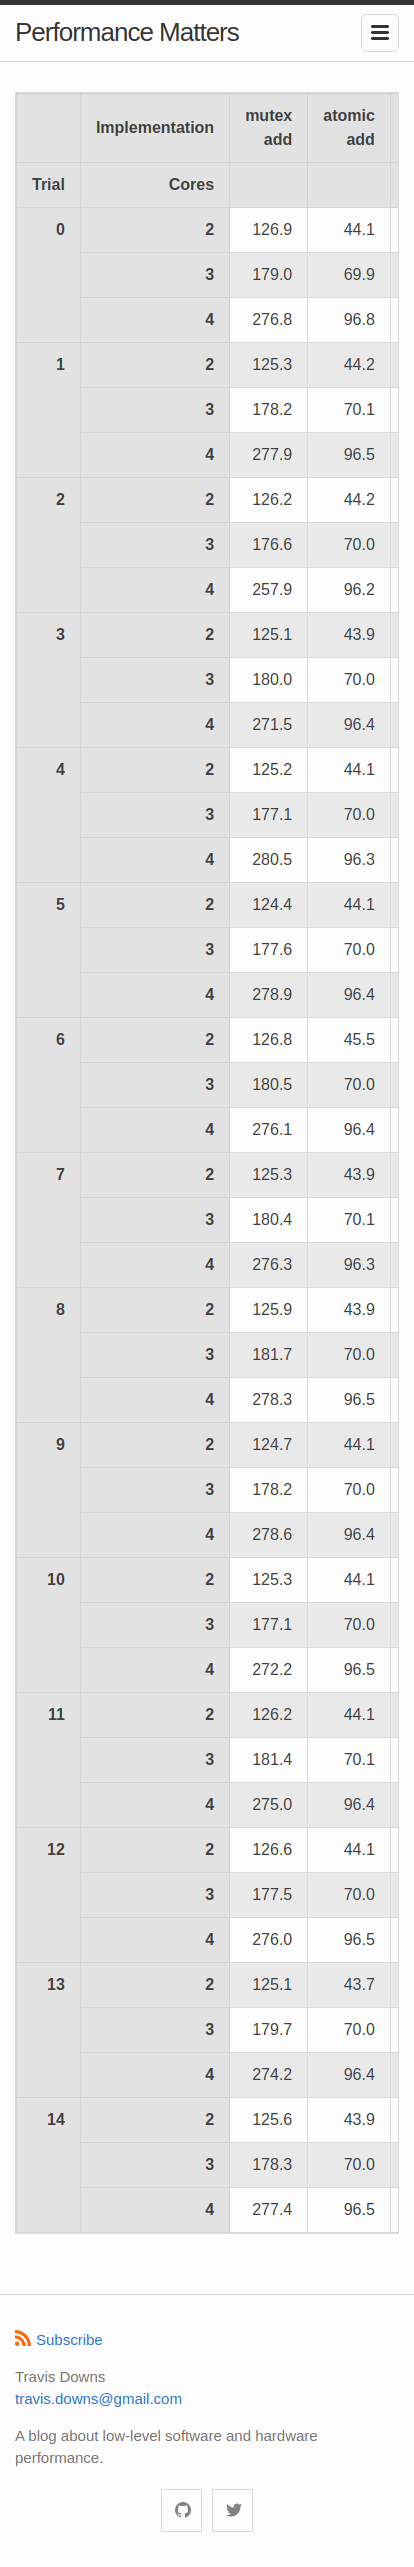 Performance Matters
Implementation mutex add atomic add
Trial Cores
0 2 126.9 44.1
3 179.0 69.9
4 276.8 96.8
1 2 125.3 44.2
3 178.2 70.1
4 277.9 96.5
2 2 126.2 44.2
3 176.6 70.0
4 257.9 96.2
3 2 125.1 43.9
3 180.0 70.0
4 271.5 96.4
4 2 125.2 44.1
3 177.1 70.0
4 280.5 96.3
5 2 124.4 44.1
3 177.6 70.0
4 278.9 96.4
6 2 126.8 45.5
3 180.5 70.0
4 276.1 96.4
7 2 125.3 43.9
3 180.4 70.1
4 276.3 96.3
8 2 125.9 43.9
3 181.7 70.0
4 278.3 96.5
9 2 124.7 44.1
3 178.2 70.0
4 278.6 96.4
10 2 125.3 44.1
3 177.1 70.0
4 272.2 96.5
11 2 126.2 44.1
3 181.4 70.1
4 275.0 96.4
12 2 126.6 44.1
3 177.5 70.0
4 276.0 96.5
13 2 125.1 43.7
3 179.7 70.0
4 274.2 96.4
14 2 125.6 43.9
3 178.3 70.0
4 277.4 96.5
Subscribe
Travis Downs
travis.downs@gmail.com
A blog about low-level software and hardware
performance.